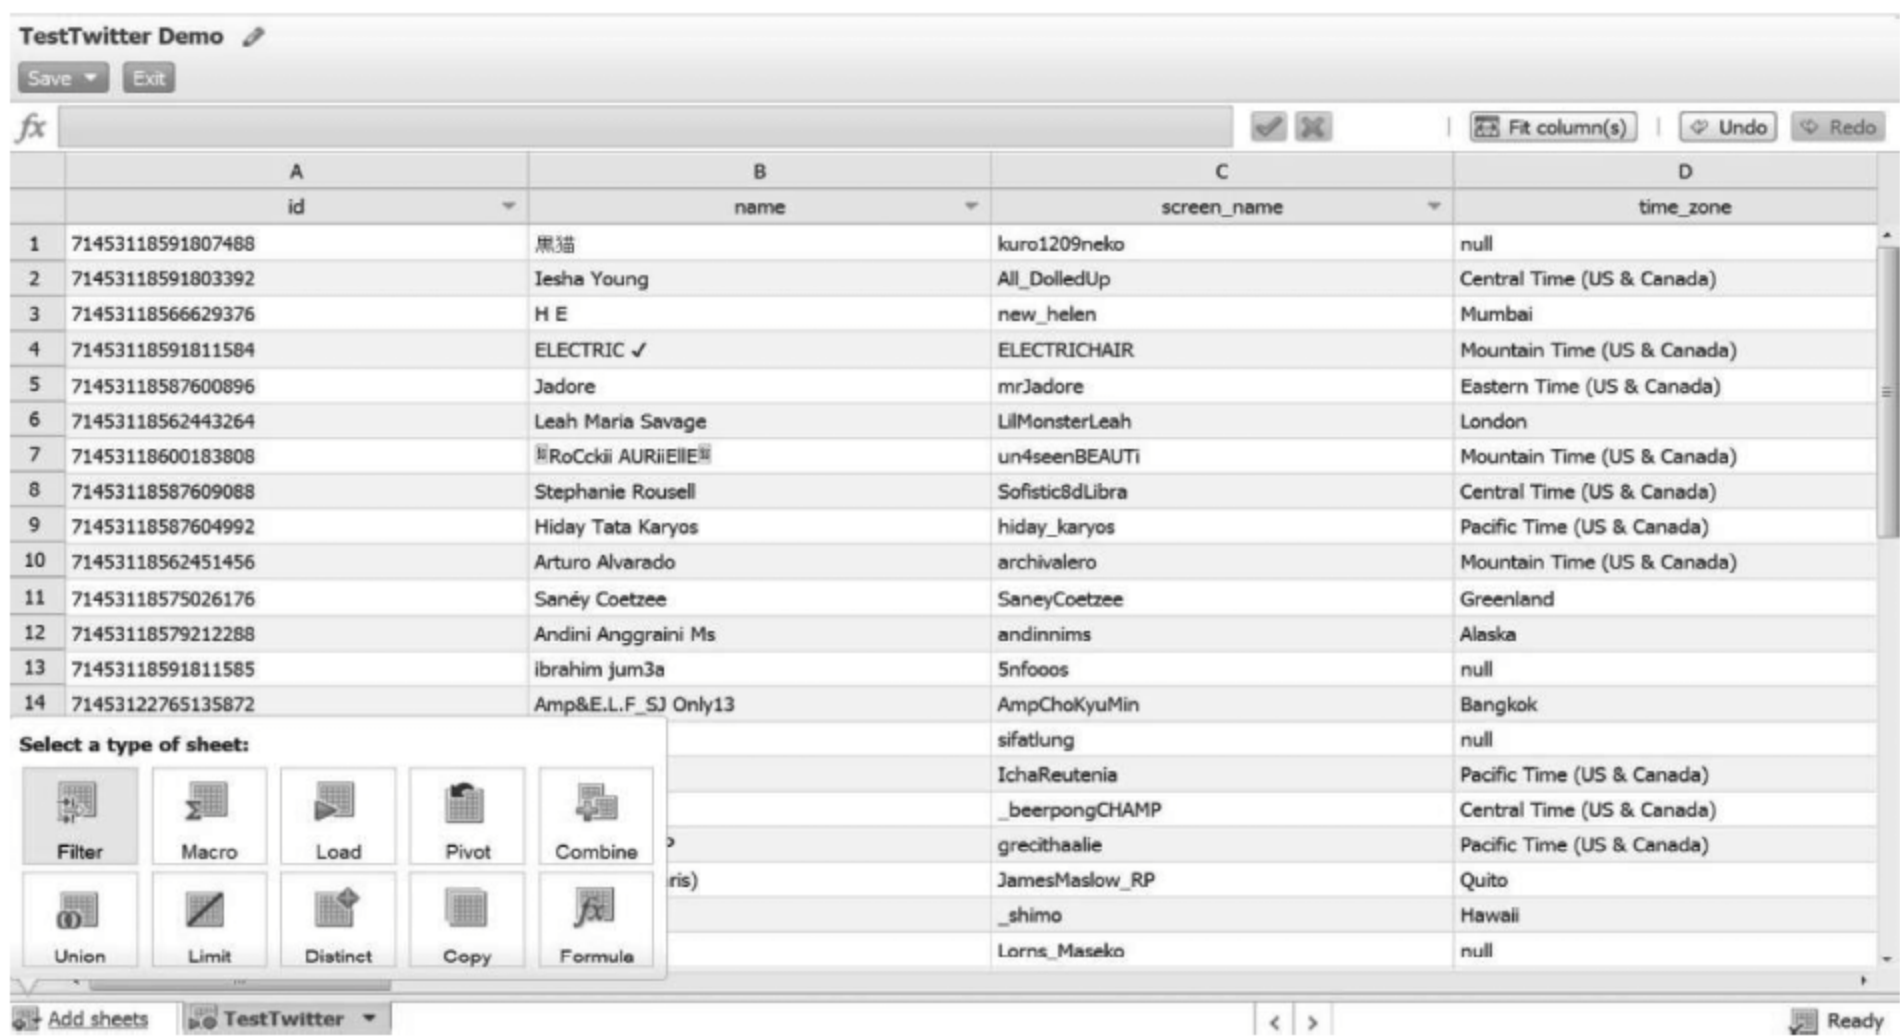 TestTwitter Demo
Save Exit
fx Fit column(s) Undo Redo
A B C D
id name screen_name time_zone
1 71453118591807488 黒猫 kuro1209neko null
2 71453118591803392 Iesha Young All_DolledUp Central Time (US & Canada)
3 71453118566629376 H E new_helen Mumbai
4 71453118591811584 ELECTRIC ✓ ELECTRICHAIR Mountain Time (US & Canada)
5 71453118587600896 Jadore mrJadore Eastern Time (US & Canada)
6 71453118562443264 Leah Maria Savage LilMonsterLeah London
7 71453118600183808 RoCckii AURiiEllE un4seenBEAUTi Mountain Time (US & Canada)
8 71453118587609088 Stephanie Rousell Sofistic8dLibra Central Time (US & Canada)
9 71453118587604992 Hiday Tata Karyos hiday_karyos Pacific Time (US & Canada)
10 71453118562451456 Arturo Alvarado archivalero Mountain Time (US & Canada)
11 71453118575026176 Sanéy Coetzee SaneyCoetzee Greenland
12 71453118579212288 Andini Anggraini Ms andinnims Alaska
13 71453118591811585 ibrahim jum3a 5nfooos null
14 71453122765135872 Amp&E.L.F_SJ Only13 AmpChoKyuMin Bangkok
Select a type of sheet:
sifatlung null
IchaReutenia Pacific Time (US & Canada)
_beerpongCHAMP Central Time (US & Canada)
Filter Macro Load Pivot Combine
grecithaalie Pacific Time (US & Canada)
ris) JamesMaslow_RP Quito
_shimo Hawaii
Union Limit Distinct Copy Formula
Lorns_Maseko null
Add sheets TestTwitter < > Ready